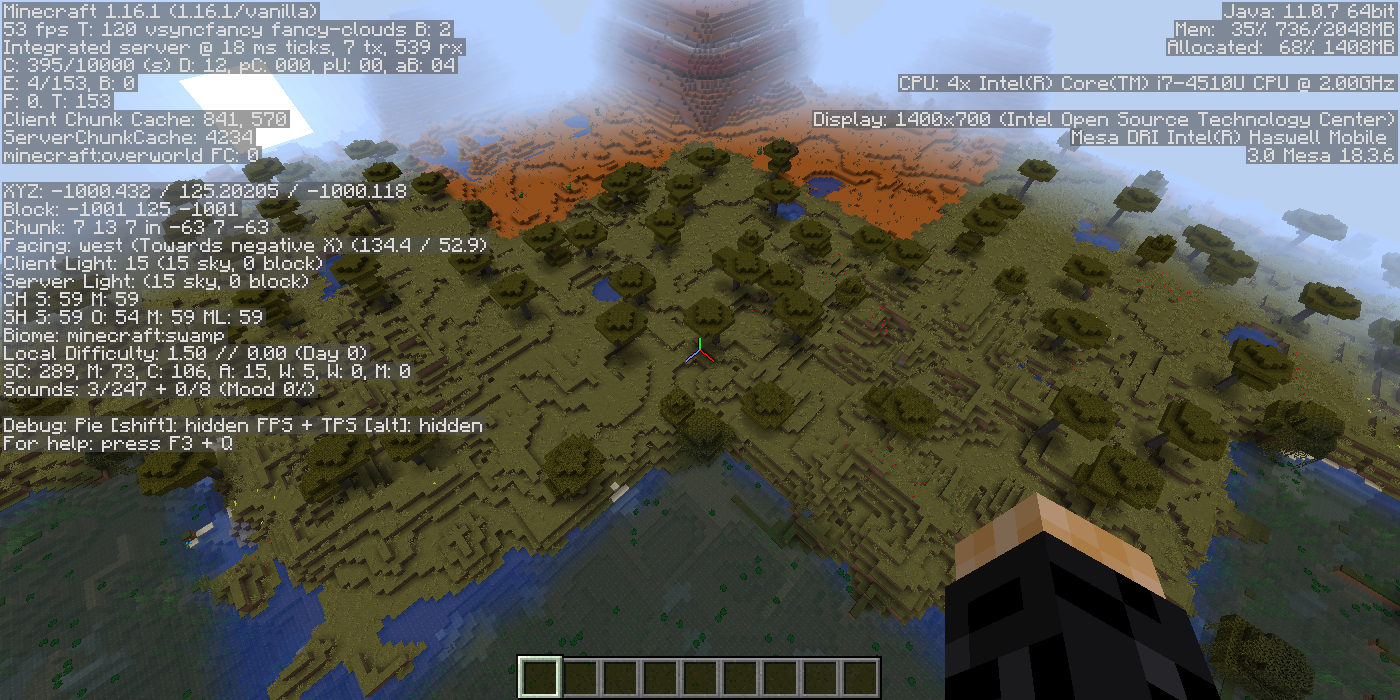 Minecraft 1.16.1 (1.16.1/vanilla)
53 fps T: 120 vsyncfancy fancy-clouds B: 2
Integrated server @ 18 ms ticks, 7 tx, 539 rx
C: 395/10000 (s) D: 12, pC: 000, pU: 00, aB: 04
E: 4/153, B: 0
P: 0. T: 153
Client Chunk Cache: 841, 570
ServerChunkCache: 4234
minecraft:overworld FC: 0
XYZ: -1000.432 / 125.20205 / -1000.118
Block: -1001 125 -1001
Chunk: 7 13 7 in -63 7 -63
Facing: west (Towards negative X) (134.4 / 52.9)
Client Light: 15 (15 sky, 0 block)
Server Light: (15 sky, 0 block)
CH S: 59 M: 59
SH S: 59 O: 54 M: 59 ML: 59
Biome: minecraft:swamp
Local Difficulty: 1.50 // 0.00 (Day 0)
SC: 289, M: 73, C: 106, A: 15, W: 5, W: 0, M: 0
Sounds: 3/247 + 0/8 (Mood 0%)
Debug: Pie [shift]: hidden FPS + TPS [alt]: hidden
For help: press F3 + Q
Java: 11.0.7 64bit
Mem: 35% 736/2048MB
Allocated: 68% 1408MB
CPU: 4x Intel(R) Core(TM) i7-4510U CPU @ 2.00GHz
Display: 1400x700 (Intel Open Source Technology Center)
Mesa DRI Intel(R) Haswell Mobile
3.0 Mesa 18.3.6